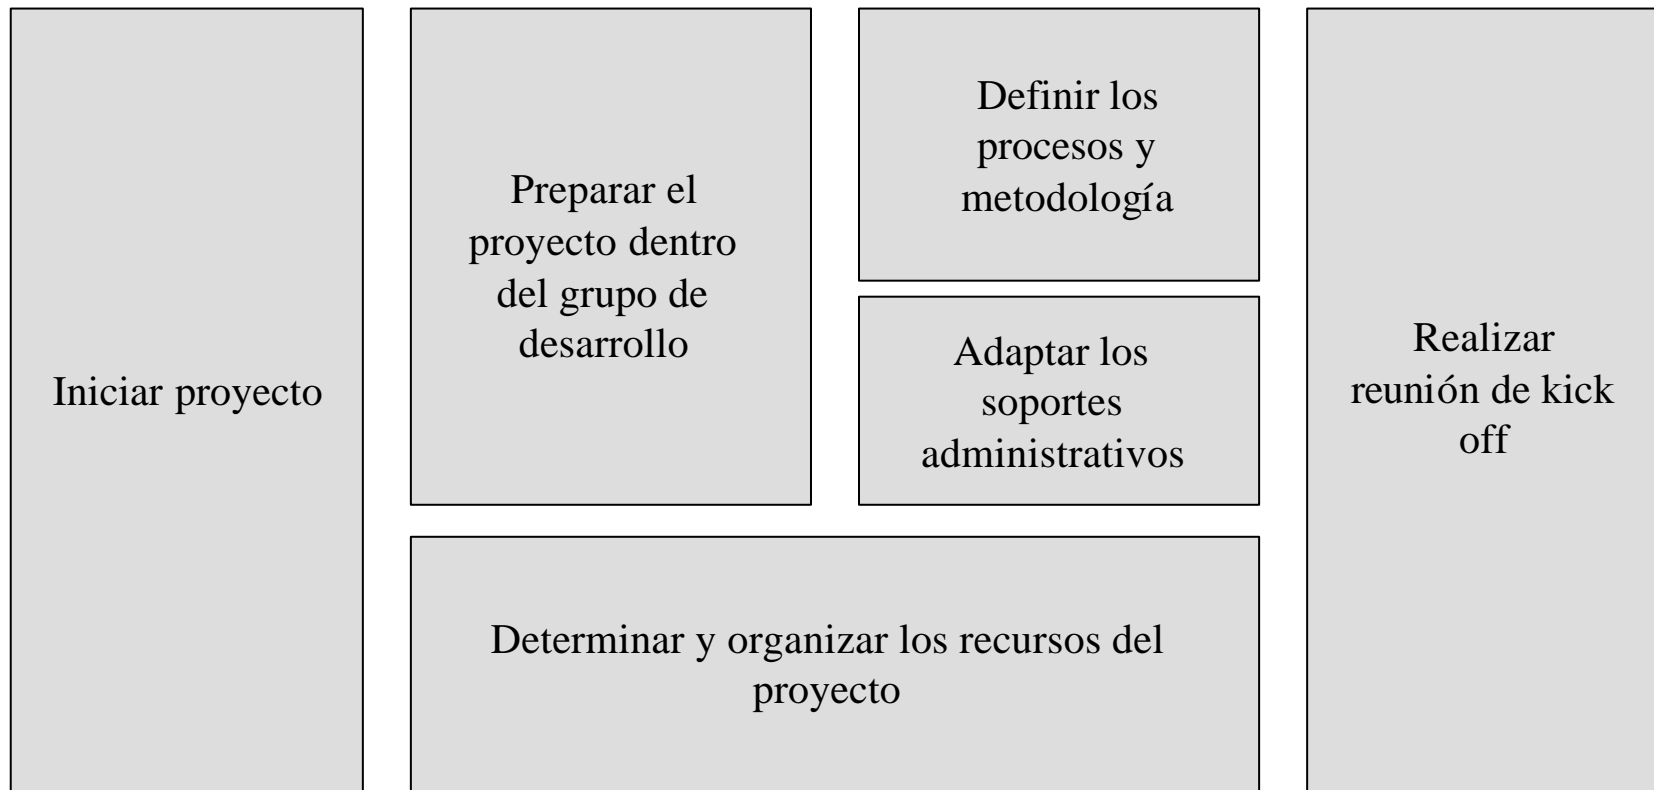 Iniciar proyecto
Preparar el
proyecto dentro
del grupo de
desarrollo
Definir los
procesos y
metodología
Adaptar los
soportes
administrativos
Determinar y organizar los recursos del
proyecto
Realizar
reunión de kick
off